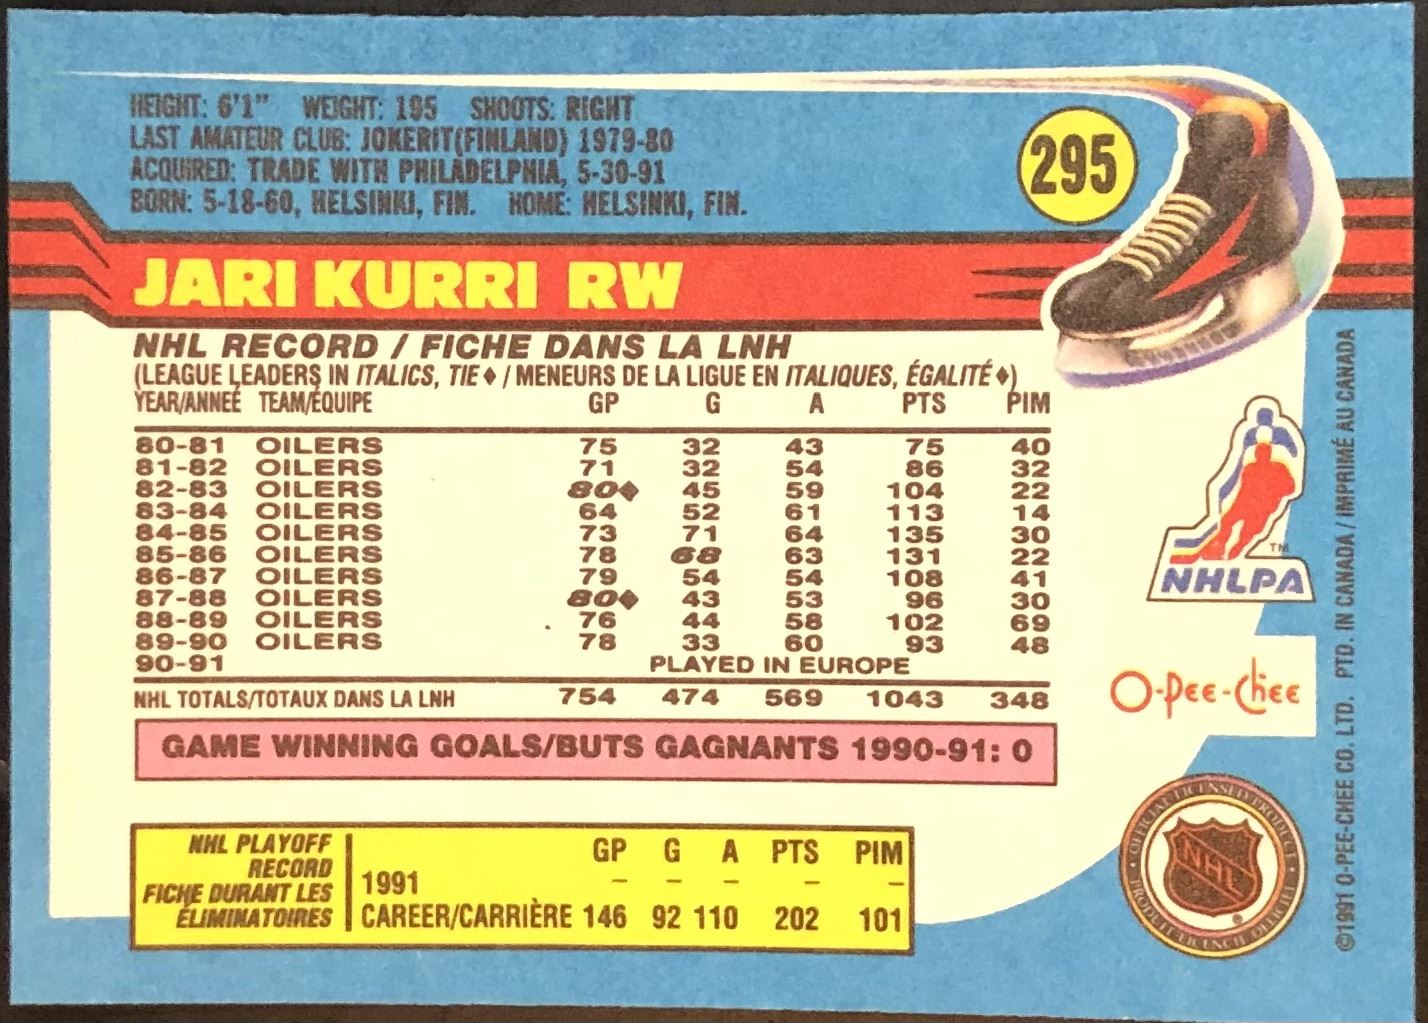 HEIGHT: 6'1" WEIGHT: 195 SHOOTS: RIGHT
LAST AMATEUR CLUB: JOKERIT(FINLAND) 1979-80
ACQUIRED: TRADE WITH PHILADELPHIA, 5-30-91
BORN: 5-18-60, HELSINKI, FIN. HOME: HELSINKI, FIN.
295
JARI KURRI RW
NHL RECORD / FICHE DANS LA LNH
(LEAGUE LEADERS IN ITALICS, TIE♦ / MENEURS DE LA LIGUE EN ITALIQUES, ÉGALITÉ♦)
YEAR/ANNEÉ TEAM/ÉQUIPE GP G A PTS PIM
80-81 OILERS 75 32 43 75 40
81-82 OILERS 71 32 54 86 32
82-83 OILERS 80♦ 45 59 104 22
83-84 OILERS 64 52 61 113 14
84-85 OILERS 73 71 64 135 30
85-86 OILERS 78 68 63 131 22
86-87 OILERS 79 54 54 108 41
87-88 OILERS 80♦ 43 53 96 30
88-89 OILERS 76 44 58 102 69
89-90 OILERS 78 33 60 93 48
90-91 PLAYED IN EUROPE
NHL TOTALS/TOTAUX DANS LA LNH 754 474 569 1043 348
GAME WINNING GOALS/BUTS GAGNANTS 1990-91: 0
NHL PLAYOFF
RECORD
FICHE DURANT LES
ÉLIMINATOIRES
GP G A PTS PIM
1991 – – – – –
CAREER/CARRIÈRE 146 92 110 202 101
TM
NHLPA
O-Pee-Chee
OFFICIAL LICENSED PRODUCT
NHL
®
PRODUIT LICENCIÉ OFFICIEL
©1991 O-PEE-CHEE CO. LTD. PTD. IN CANADA / IMPRIMÉ AU CANADA